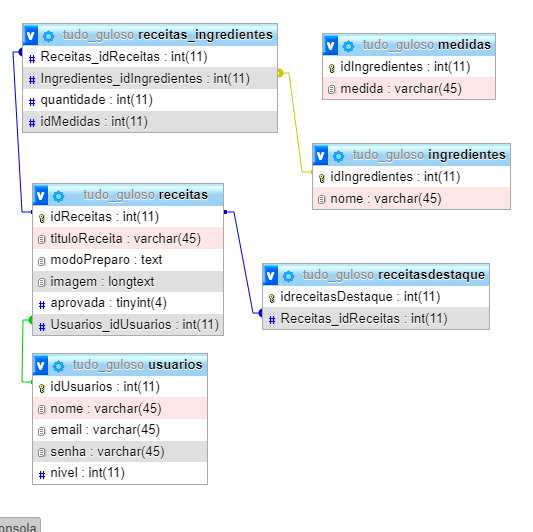 tudo_guloso receitas_ingredientes
Receitas_idReceitas : int(11)
Ingredientes_idIngredientes : int(11)
quantidade : int(11)
idMedidas : int(11)
tudo_guloso medidas
idIngredientes : int(11)
medida : varchar(45)
tudo_guloso ingredientes
idIngredientes : int(11)
nome : varchar(45)
tudo_guloso receitas
idReceitas : int(11)
tituloReceita : varchar(45)
modoPreparo : text
imagem : longtext
aprovada : tinyint(4)
Usuarios_idUsuarios : int(11)
tudo_guloso receitasdestaque
idreceitasDestaque : int(11)
Receitas_idReceitas : int(11)
tudo_guloso usuarios
idUsuarios : int(11)
nome : varchar(45)
email : varchar(45)
senha : varchar(45)
nivel : int(11)
onsola